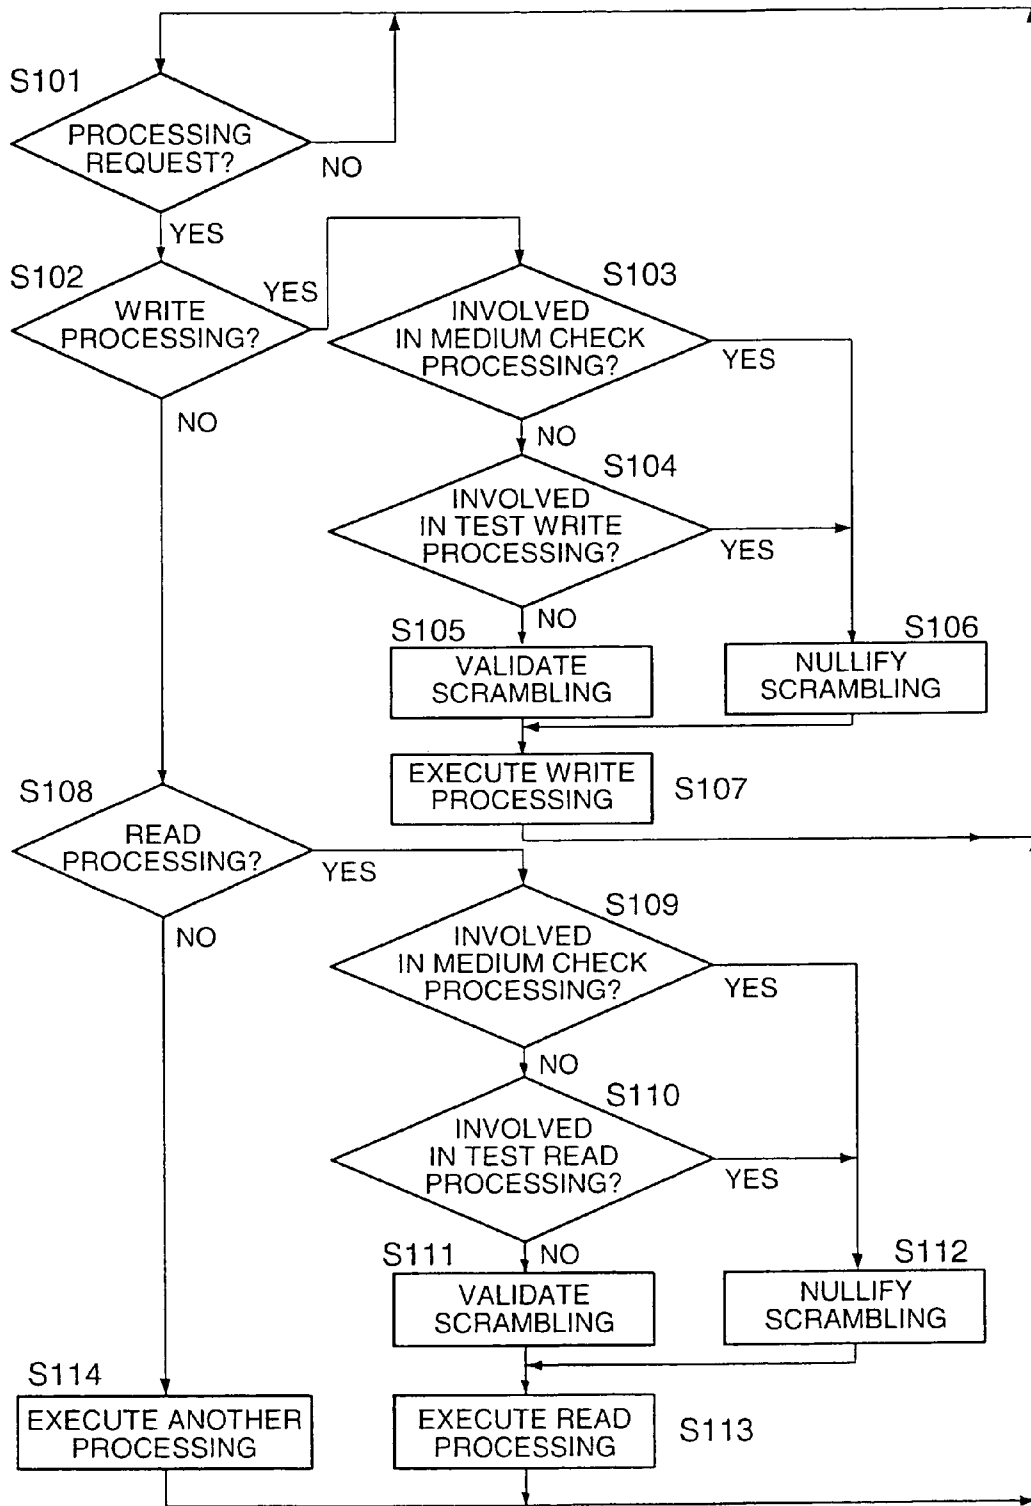 S101
PROCESSING
REQUEST?
NO
YES
S102
WRITE
PROCESSING?
YES
NO
S103
INVOLVED
IN MEDIUM CHECK
PROCESSING?
YES
NO
S104
INVOLVED
IN TEST WRITE
PROCESSING?
YES
NO
S105
VALIDATE
SCRAMBLING
S106
NULLIFY
SCRAMBLING
EXECUTE WRITE
PROCESSING
S107
S108
READ
PROCESSING?
YES
NO
S109
INVOLVED
IN MEDIUM CHECK
PROCESSING?
YES
NO
S110
INVOLVED
IN TEST READ
PROCESSING?
YES
NO
S111
VALIDATE
SCRAMBLING
S112
NULLIFY
SCRAMBLING
S114
EXECUTE ANOTHER
PROCESSING
EXECUTE READ
PROCESSING
S113